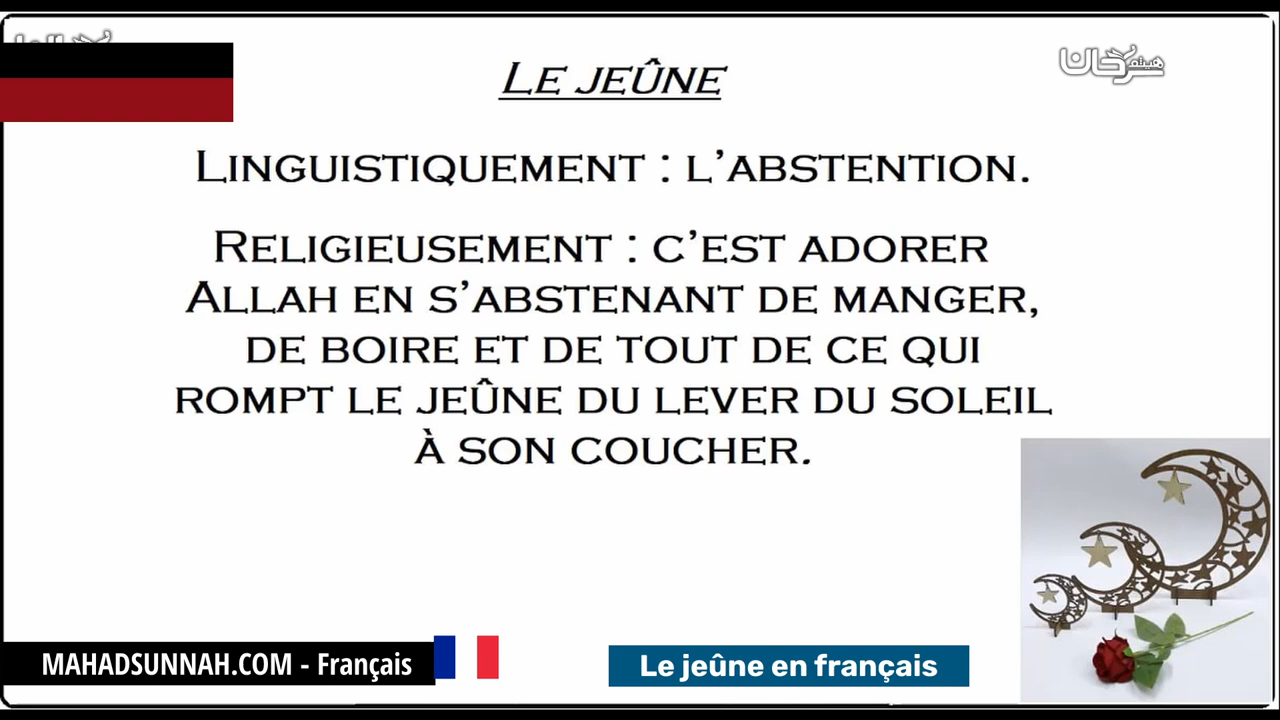 Le jeûne
Linguistiquement : l’abstention.
Religieusement : c’est adorer
Allah en s’abstenant de manger,
de boire et de tout de ce qui
rompt le jeûne du lever du soleil
à son coucher.
MAHADSUNNAH.COM - Français
Le jeûne en français